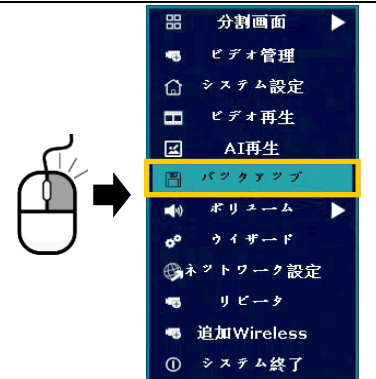 分割画面
ビデオ管理
システム設定
ビデオ再生
AI再生
バックアップ
ボリューム
ウイザード
ネットワーク設定
リピータ
追加Wireless
システム終了